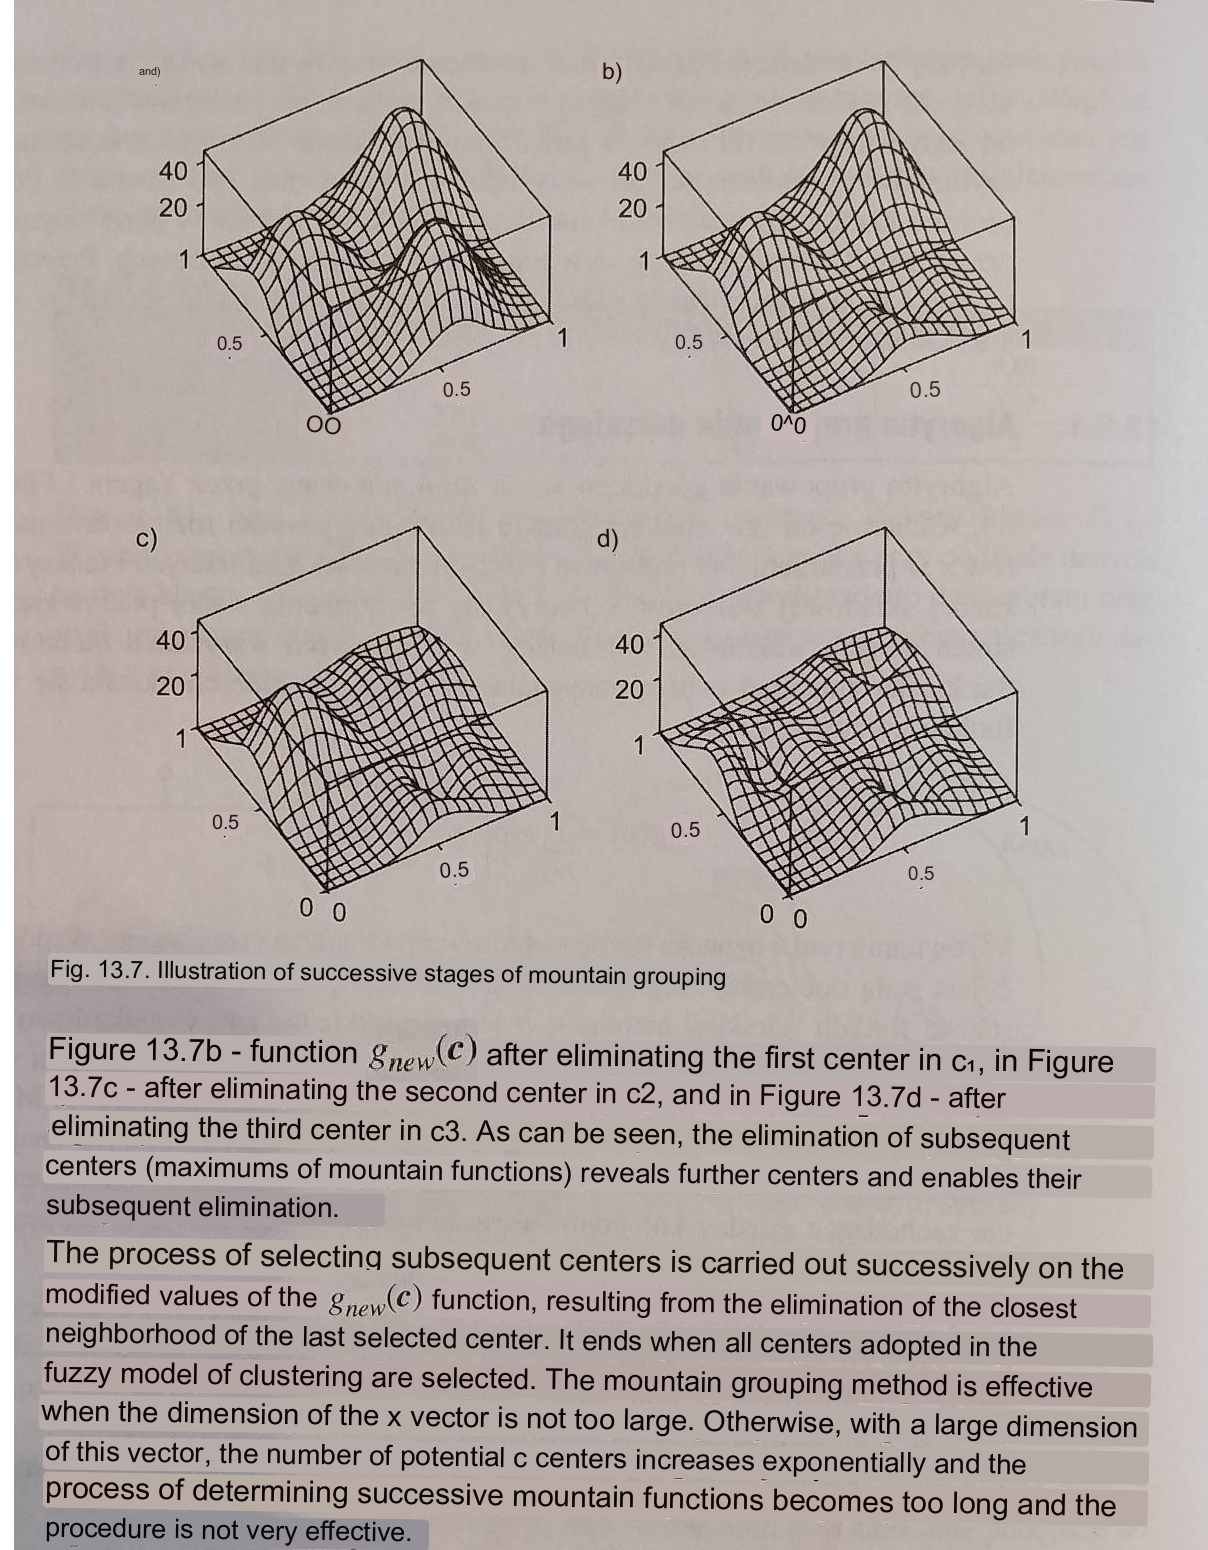 and)
b)
40
20
1
0.5
OO
0.5
1
40
20
1
0.5
0^0
0.5
1
c)
d)
40
20
1
0.5
0 0
0.5
1
40
20
1
0.5
0 0
0.5
1
Fig. 13.7. Illustration of successive stages of mountain grouping
Figure 13.7b - function gnew(c) after eliminating the first center in c₁, in Figure
13.7c - after eliminating the second center in c2, and in Figure 13.7d - after
eliminating the third center in c3. As can be seen, the elimination of subsequent
centers (maximums of mountain functions) reveals further centers and enables their
subsequent elimination.
The process of selecting subsequent centers is carried out successively on the
modified values of the gnew(c) function, resulting from the elimination of the closest
neighborhood of the last selected center. It ends when all centers adopted in the
fuzzy model of clustering are selected. The mountain grouping method is effective
when the dimension of the x vector is not too large. Otherwise, with a large dimension
of this vector, the number of potential c centers increases exponentially and the
process of determining successive mountain functions becomes too long and the
procedure is not very effective.